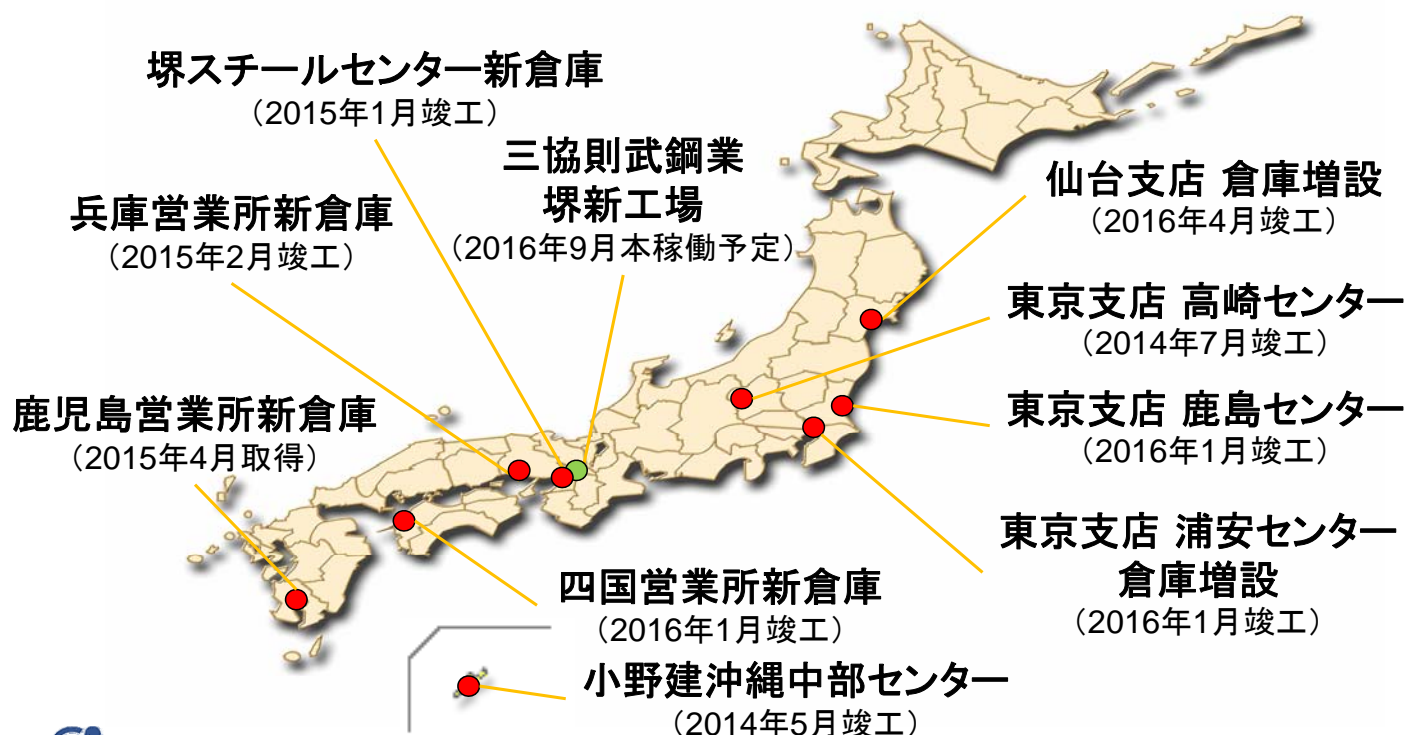 堺スチールセンター新倉庫
（2015年1月竣工）
三協則武鋼業
堺新工場
（2016年9月本稼働予定）
兵庫営業所新倉庫
（2015年2月竣工）
鹿児島営業所新倉庫
（2015年4月取得）
仙台支店 倉庫増設
（2016年4月竣工）
東京支店 高崎センター
（2014年7月竣工）
東京支店 鹿島センター
（2016年1月竣工）
東京支店 浦安センター
倉庫増設
（2016年1月竣工）
四国営業所新倉庫
（2016年1月竣工）
小野建沖縄中部センター
（2014年5月竣工）